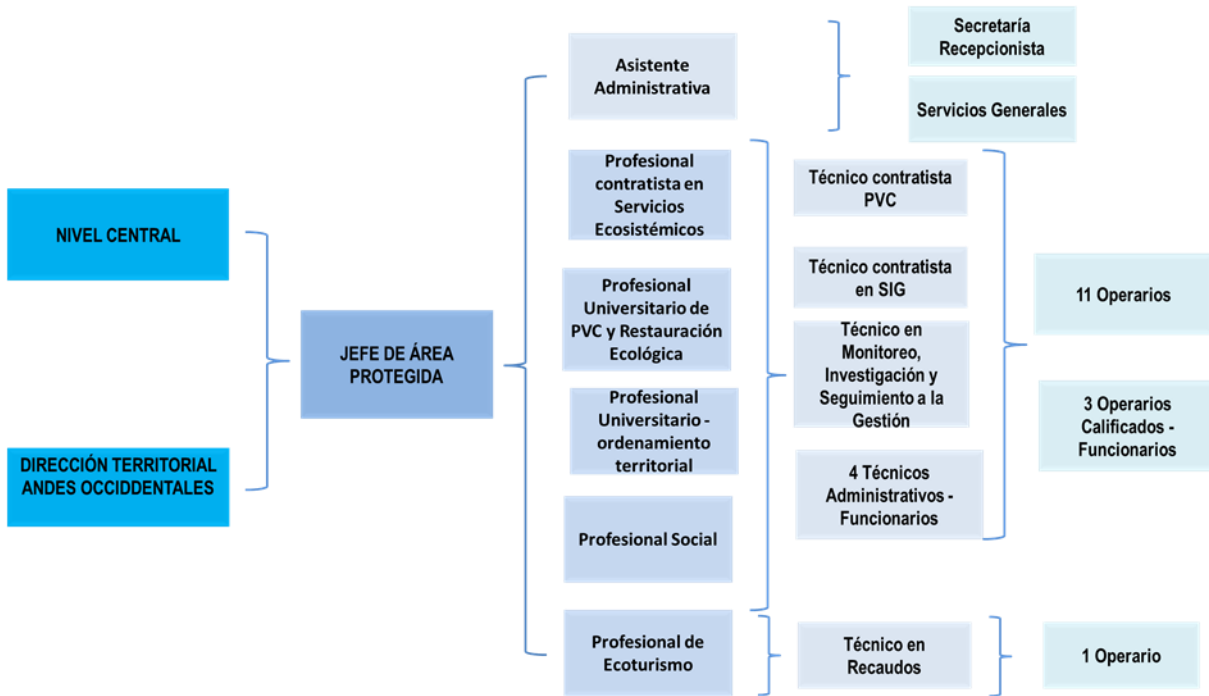 NIVEL CENTRAL
DIRECCIÓN TERRITORIAL
ANDES OCCIDDENTALES
JEFE DE ÁREA
PROTEGIDA
Asistente
Administrativa
Profesional
contratista en
Servicios
Ecosistémicos
Profesional
Universitario de
PVC y Restauración
Ecológica
Profesional
Universitario -
ordenamiento
territorial
Profesional Social
Profesional de
Ecoturismo
Técnico contratista
PVC
Técnico contratista
en SIG
Técnico en
Monitoreo,
Investigación y
Seguimiento a la
Gestión
4 Técnicos
Administrativos -
Funcionarios
Técnico en
Recaudos
Secretaría
Recepcionista
Servicios Generales
11 Operarios
3 Operarios
Calificados -
Funcionarios
1 Operario